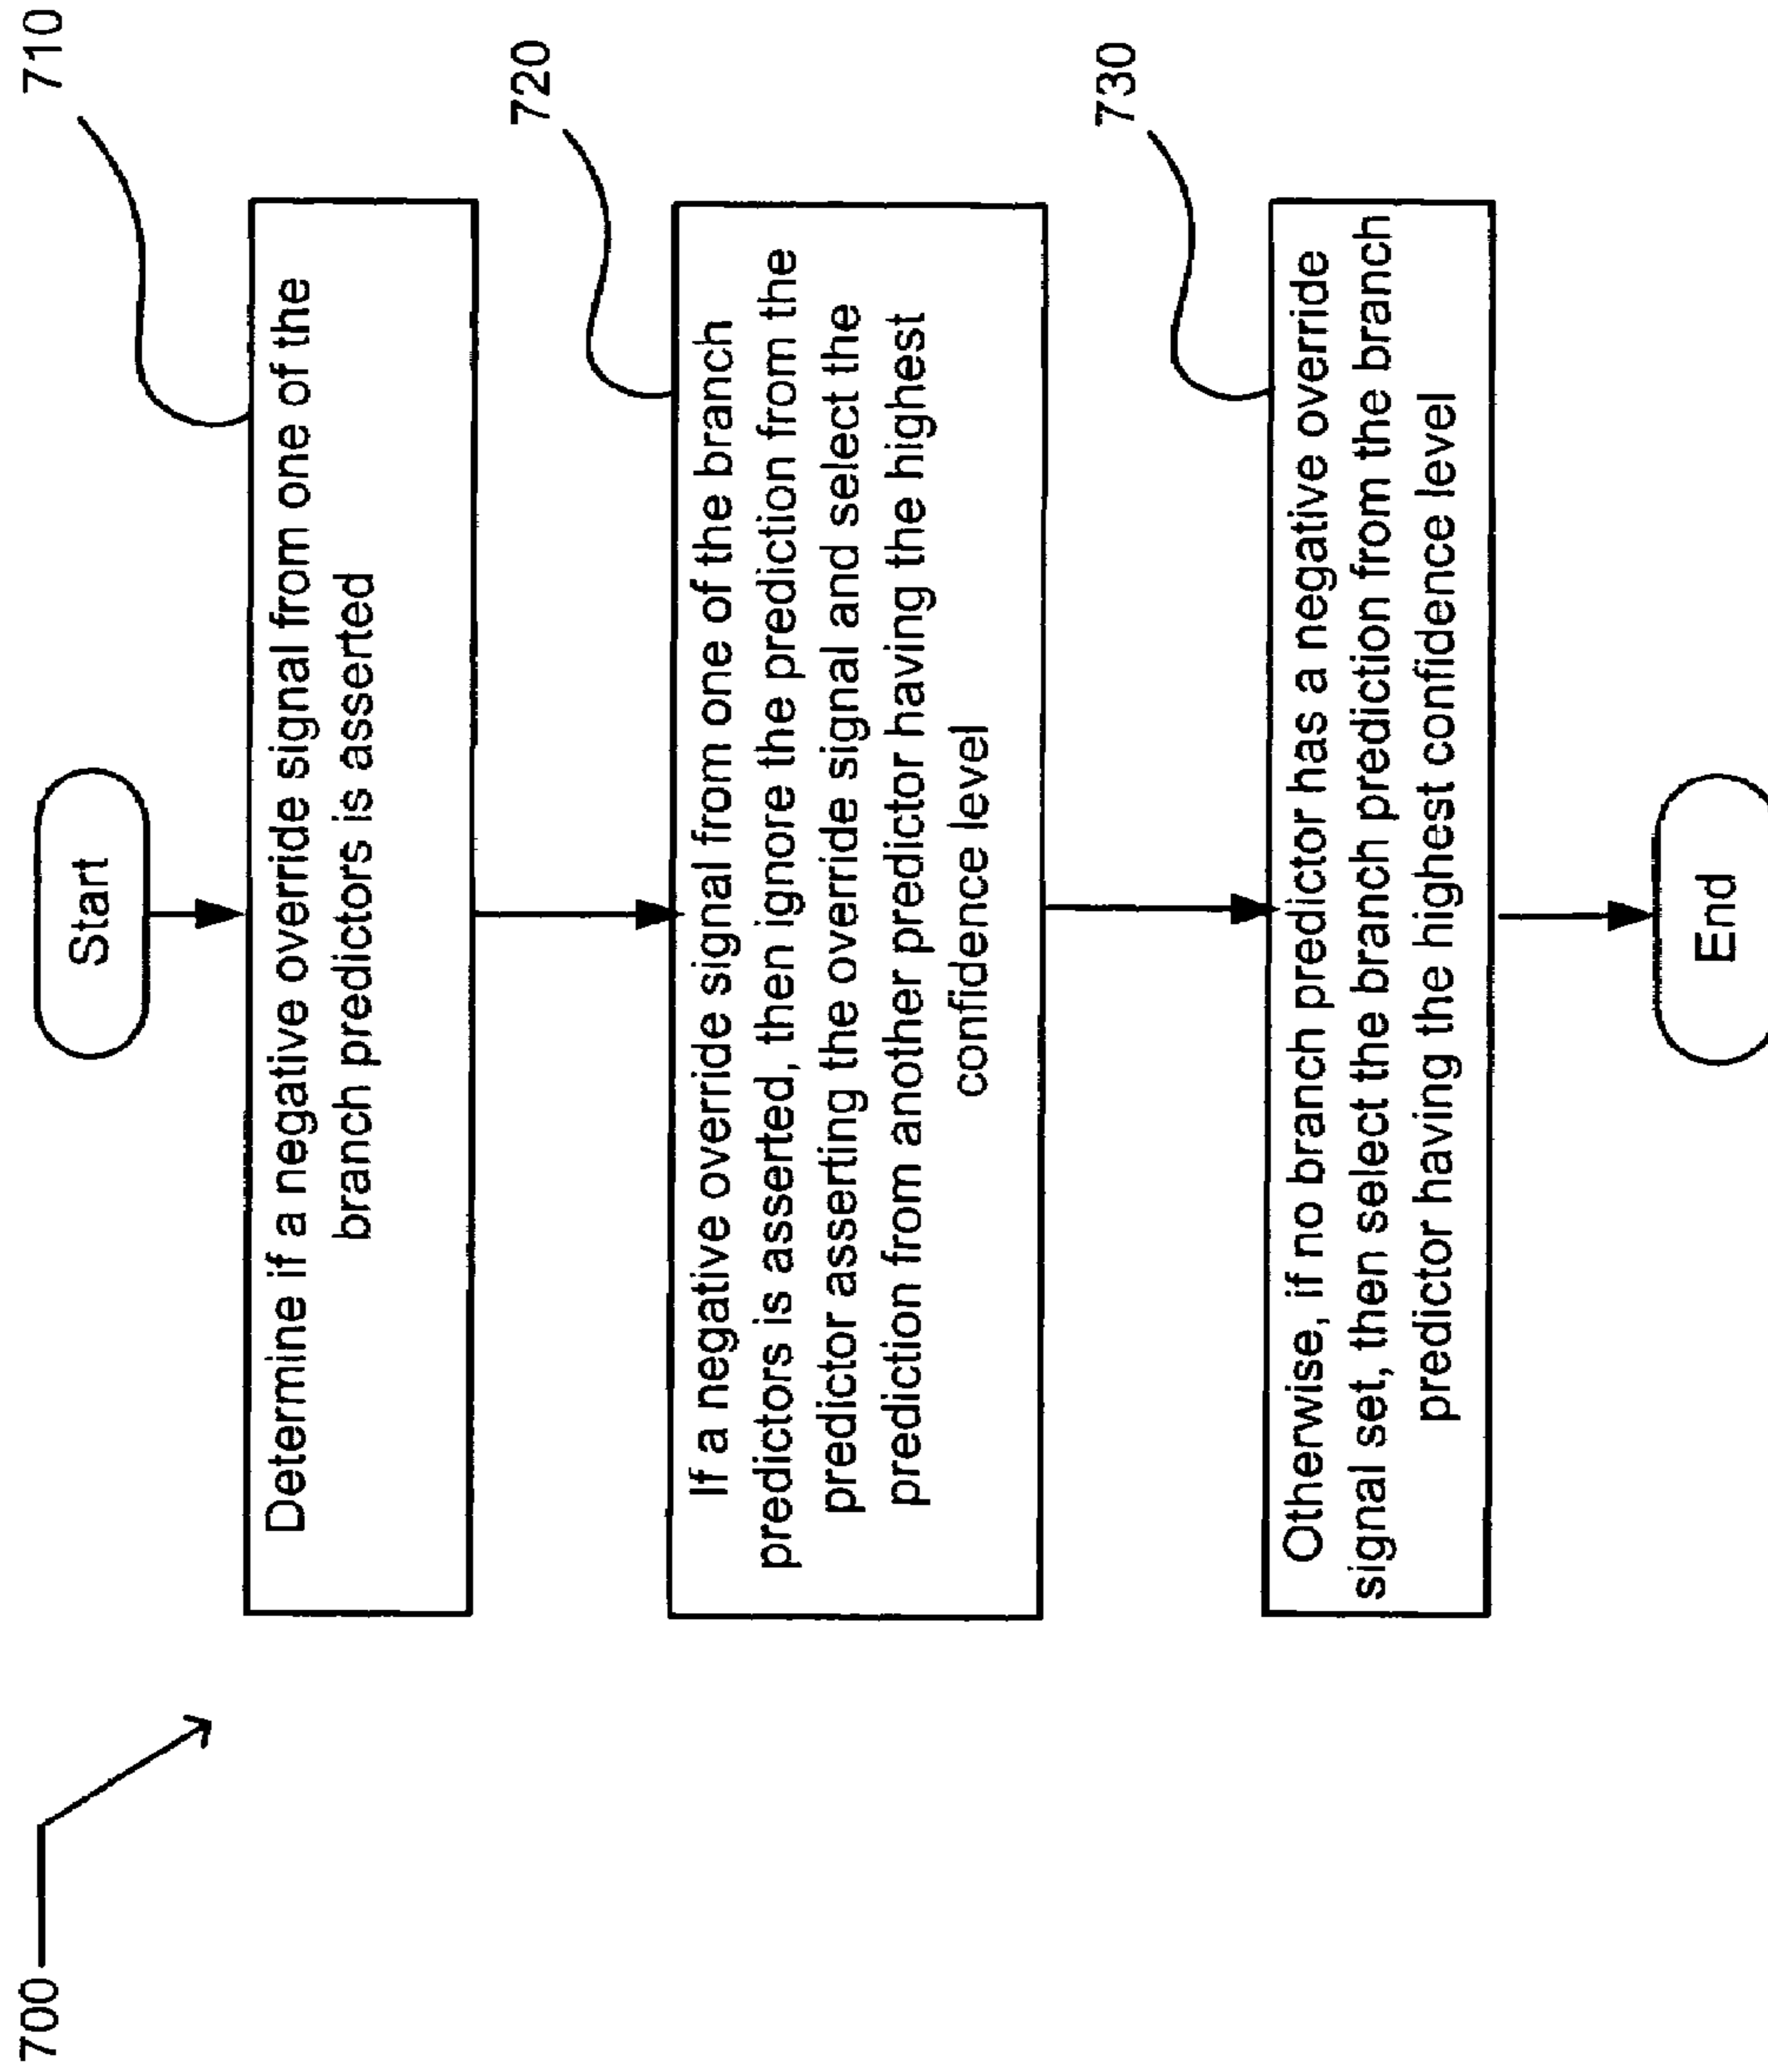 700
Start
710
Determine if a negative override signal from one of the
branch predictors is asserted
720
If a negative override signal from one of the branch
predictors is asserted, then ignore the prediction from the
predictor asserting the override signal and select the
prediction from another predictor having the highest
confidence level
730
Otherwise, if no branch predictor has a negative override
signal set, then select the branch prediction from the branch
predictor having the highest confidence level
End